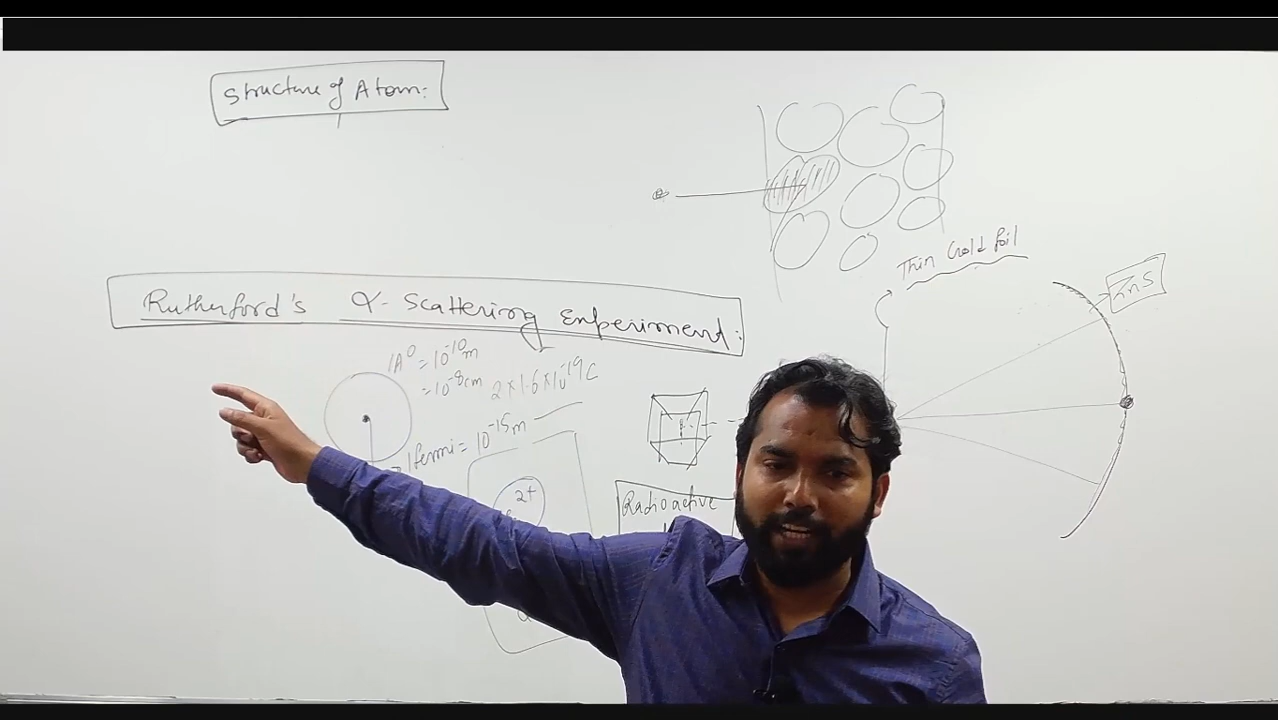 Structure of Atom:
Thin Gold foil
ZnS
Rutherford's α- Scattering Experiment:
1A⁰ = 10⁻¹⁰m
= 10⁻⁸cm
2 × 1.6 × 10⁻¹⁹C
1fermi = 10⁻¹⁵m
2+
Radioactive